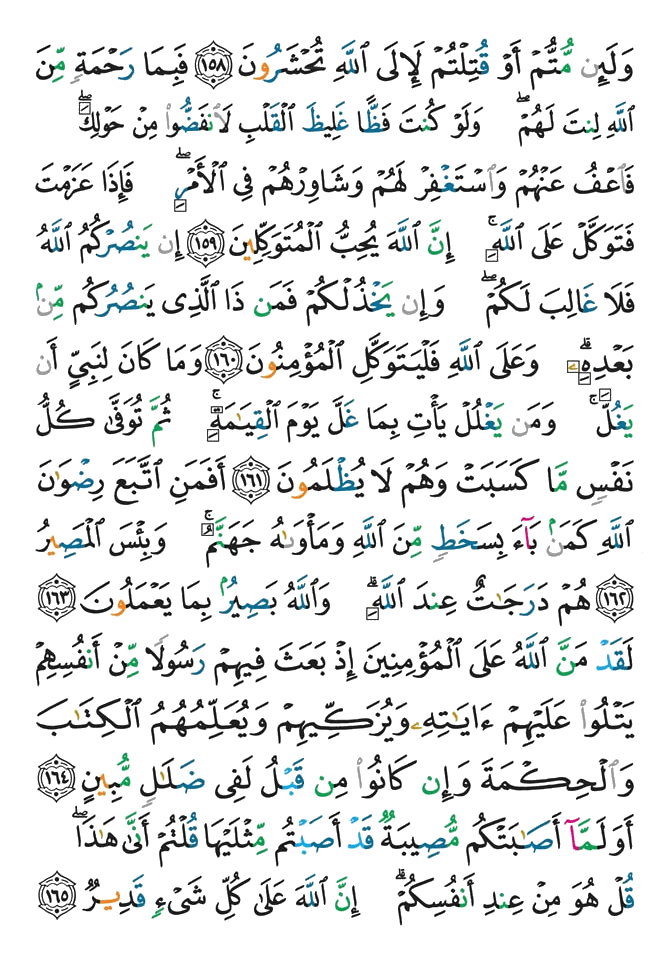 وَلَئِن مُّتُّمْ أَوْ قُتِلْتُمْ لَإِلَى ٱللَّهِ تُحْشَرُونَ ١٥٨ فَبِمَا رَحْمَةٍ مِّنَ
ٱللَّهِ لِنتَ لَهُمْ ۖ وَلَوْ كُنتَ فَظًّا غَلِيظَ ٱلْقَلْبِ لَٱنفَضُّوا۟ مِنْ حَوْلِكَ ۖ
فَٱعْفُ عَنْهُمْ وَٱسْتَغْفِرْ لَهُمْ وَشَاوِرْهُمْ فِى ٱلْأَمْرِ ۖ فَإِذَا عَزَمْتَ
فَتَوَكَّلْ عَلَى ٱللَّهِ ۚ إِنَّ ٱللَّهَ يُحِبُّ ٱلْمُتَوَكِّلِينَ ١٥٩ إِن يَنصُرْكُمُ ٱللَّهُ
فَلَا غَالِبَ لَكُمْ ۖ وَإِن يَخْذُلْكُمْ فَمَن ذَا ٱلَّذِى يَنصُرُكُم مِّنۢ
بَعْدِهِۦ ۗ وَعَلَى ٱللَّهِ فَلْيَتَوَكَّلِ ٱلْمُؤْمِنُونَ ١٦٠ وَمَا كَانَ لِنَبِىٍّ أَن
يَغُلَّ ۚ وَمَن يَغْلُلْ يَأْتِ بِمَا غَلَّ يَوْمَ ٱلْقِيَـٰمَةِ ۚ ثُمَّ تُوَفَّىٰ كُلُّ
نَفْسٍ مَّا كَسَبَتْ وَهُمْ لَا يُظْلَمُونَ ١٦١ أَفَمَنِ ٱتَّبَعَ رِضْوَٰنَ
ٱللَّهِ كَمَنۢ بَآءَ بِسَخَطٍ مِّنَ ٱللَّهِ وَمَأْوَىٰهُ جَهَنَّمُ ۚ وَبِئْسَ ٱلْمَصِيرُ
١٦٢ هُمْ دَرَجَـٰتٌ عِندَ ٱللَّهِ ۗ وَٱللَّهُ بَصِيرٌۢ بِمَا يَعْمَلُونَ ١٦٣
لَقَدْ مَنَّ ٱللَّهُ عَلَى ٱلْمُؤْمِنِينَ إِذْ بَعَثَ فِيهِمْ رَسُولًا مِّنْ أَنفُسِهِمْ
يَتْلُوا۟ عَلَيْهِمْ ءَايَـٰتِهِۦ وَيُزَكِّيهِمْ وَيُعَلِّمُهُمُ ٱلْكِتَـٰبَ
وَٱلْحِكْمَةَ وَإِن كَانُوا۟ مِن قَبْلُ لَفِى ضَلَـٰلٍ مُّبِينٍ ١٦٤
أَوَلَمَّآ أَصَـٰبَتْكُم مُّصِيبَةٌ قَدْ أَصَبْتُم مِّثْلَيْهَا قُلْتُمْ أَنَّىٰ هَـٰذَا ۖ
قُلْ هُوَ مِنْ عِندِ أَنفُسِكُمْ ۗ إِنَّ ٱللَّهَ عَلَىٰ كُلِّ شَىْءٍ قَدِيرٌ ١٦٥